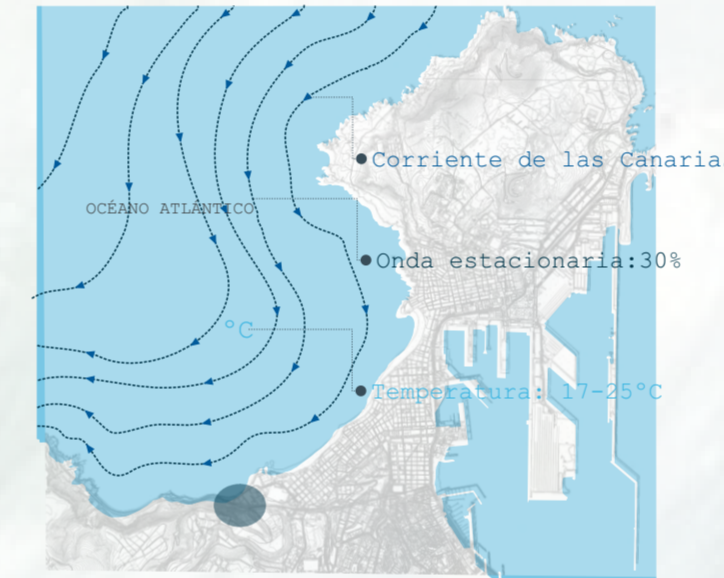 Corriente de las Canaria
OCÉANO ATLÁNTICO
Onda estacionaria:30%
°C
Temperatura: 17-25°C